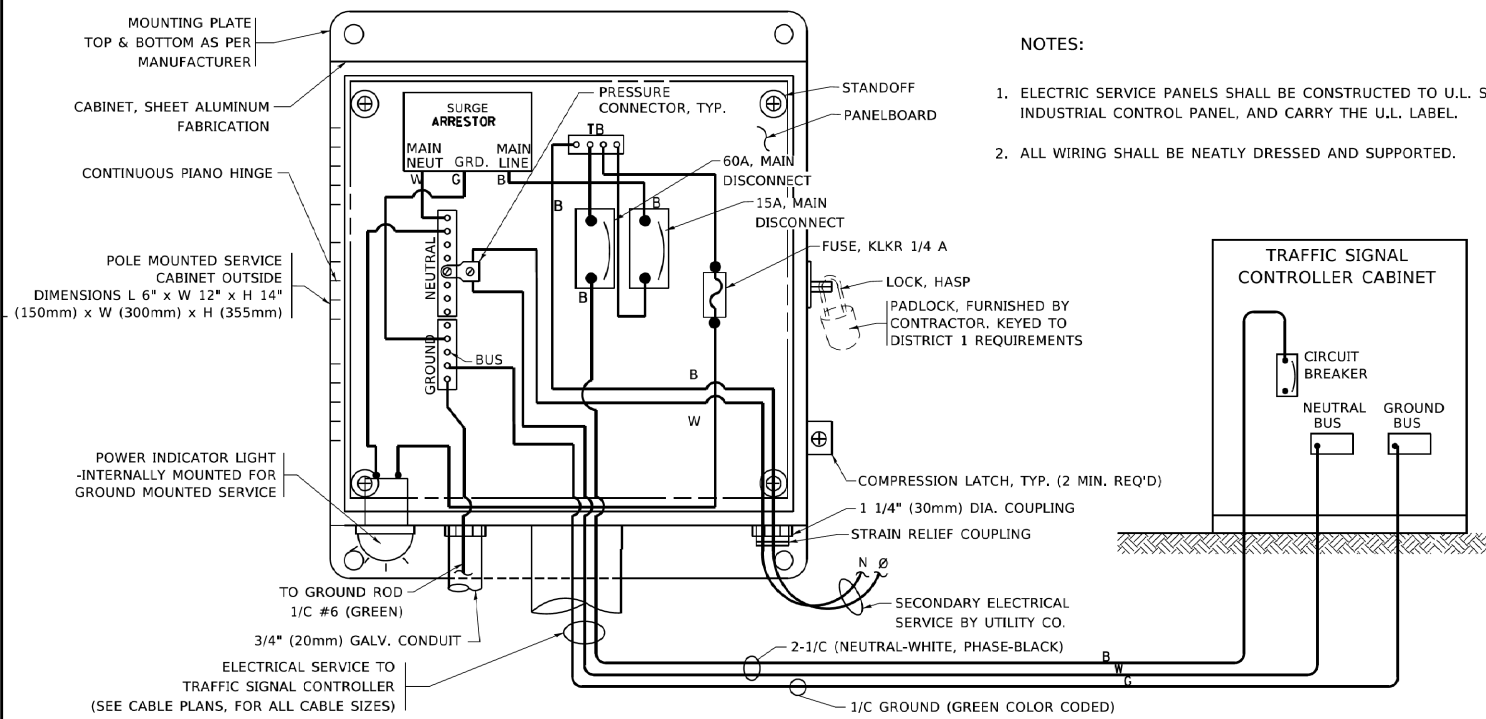 MOUNTING PLATE
TOP & BOTTOM AS PER
MANUFACTURER
CABINET, SHEET ALUMINUM
FABRICATION
CONTINUOUS PIANO HINGE
POLE MOUNTED SERVICE
CABINET OUTSIDE
DIMENSIONS L 6" x W 12" x H 14"
L (150mm) x W (300mm) x H (355mm)
POWER INDICATOR LIGHT
-INTERNALLY MOUNTED FOR
GROUND MOUNTED SERVICE
TO GROUND ROD
1/C #6 (GREEN)
3/4" (20mm) GALV. CONDUIT
ELECTRICAL SERVICE TO
TRAFFIC SIGNAL CONTROLLER
(SEE CABLE PLANS, FOR ALL CABLE SIZES)
SURGE
ARRESTOR
MAIN
NEUT
GRD.
MAIN
LINE
W
G
B
PRESSURE
CONNECTOR, TYP.
TB
STANDOFF
PANELBOARD
60A, MAIN
DISCONNECT
15A, MAIN
DISCONNECT
B
B
B
FUSE, KLKR 1/4 A
NEUTRAL
GROUND
BUS
B
W
LOCK, HASP
PADLOCK, FURNISHED BY
CONTRACTOR. KEYED TO
DISTRICT 1 REQUIREMENTS
COMPRESSION LATCH, TYP. (2 MIN. REQ'D)
1 1/4" (30mm) DIA. COUPLING
STRAIN RELIEF COUPLING
N Ø
SECONDARY ELECTRICAL
SERVICE BY UTILITY CO.
2-1/C (NEUTRAL-WHITE, PHASE-BLACK)
B
W
G
1/C GROUND (GREEN COLOR CODED)
NOTES:
1. ELECTRIC SERVICE PANELS SHALL BE CONSTRUCTED TO U.L. S
INDUSTRIAL CONTROL PANEL, AND CARRY THE U.L. LABEL.
2. ALL WIRING SHALL BE NEATLY DRESSED AND SUPPORTED.
TRAFFIC SIGNAL
CONTROLLER CABINET
CIRCUIT
BREAKER
NEUTRAL
BUS
GROUND
BUS